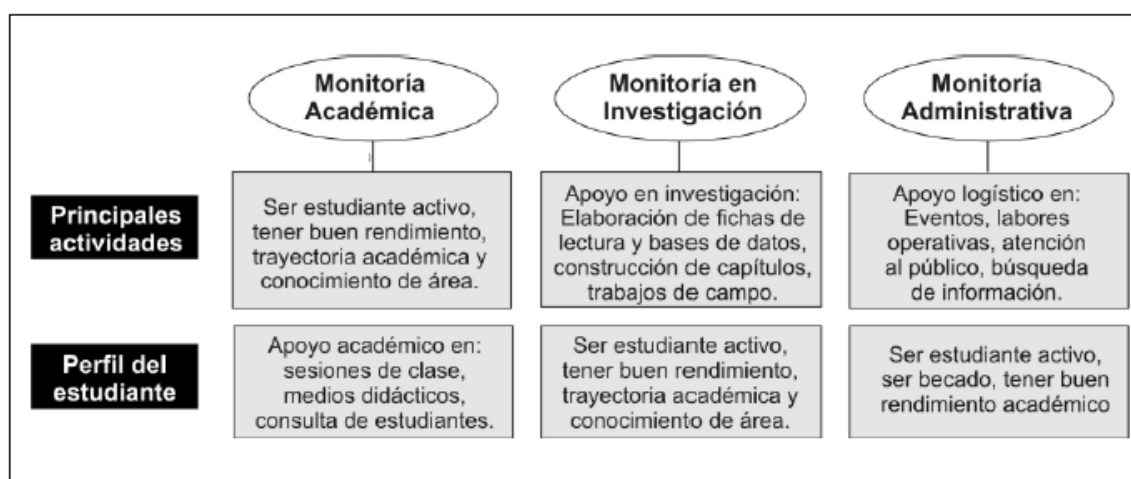 Monitoría
Académica
Monitoría en
Investigación
Monitoría
Administrativa
Principales
actividades
Ser estudiante activo,
tener buen rendimiento,
trayectoria académica y
conocimiento de área.
Apoyo en investigación:
Elaboración de fichas de
lectura y bases de datos,
construcción de capítulos,
trabajos de campo.
Apoyo logístico en:
Eventos, labores
operativas, atención
al público, búsqueda
de información.
Perfil del
estudiante
Apoyo académico en:
sesiones de clase,
medios didácticos,
consulta de estudiantes.
Ser estudiante activo,
tener buen rendimiento,
trayectoria académica y
conocimiento de área.
Ser estudiante activo,
ser becado, tener buen
rendimiento académico